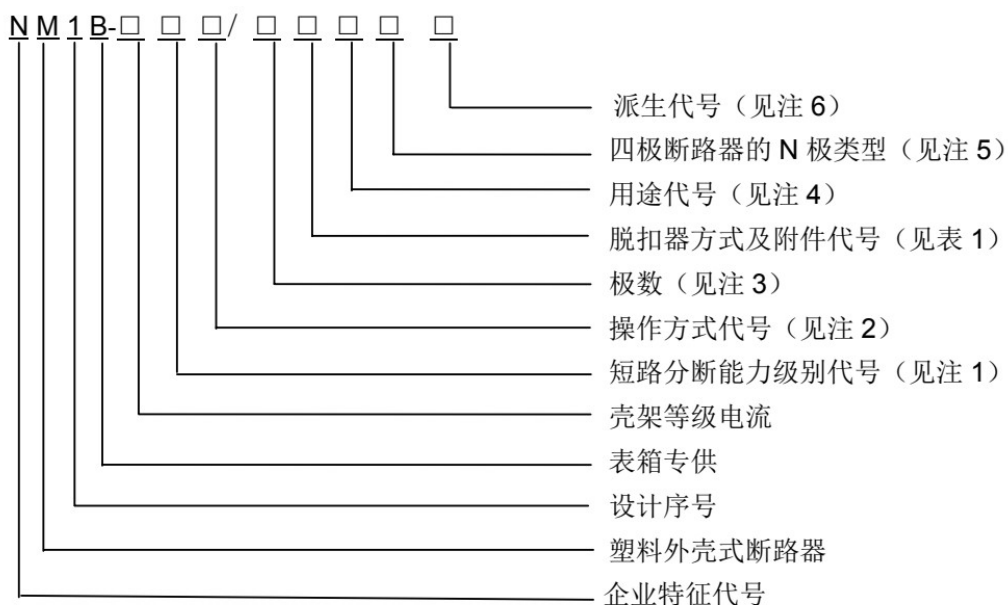 NM1B-□□□/□□□□ □
派生代号（见注 6）
四极断路器的 N 极类型（见注 5）
用途代号（见注 4）
脱扣器方式及附件代号（见表 1）
极数（见注 3）
操作方式代号（见注 2）
短路分断能力级别代号（见注 1）
壳架等级电流
表箱专供
设计序号
塑料外壳式断路器
企业特征代号